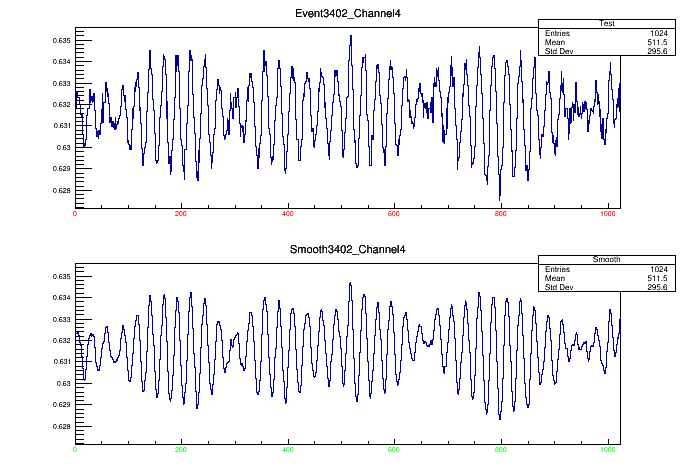 Event3402_Channel4
Test
Entries 1024
Mean 511.5
Std Dev 295.6
0.635
0.634
0.633
0.632
0.631
0.63
0.629
0.628
0 200 400 600 800 1000
Smooth3402_Channel4
Smooth
Entries 1024
Mean 511.5
Std Dev 295.6
0.635
0.634
0.633
0.632
0.631
0.63
0.629
0.628
0 200 400 600 800 1000